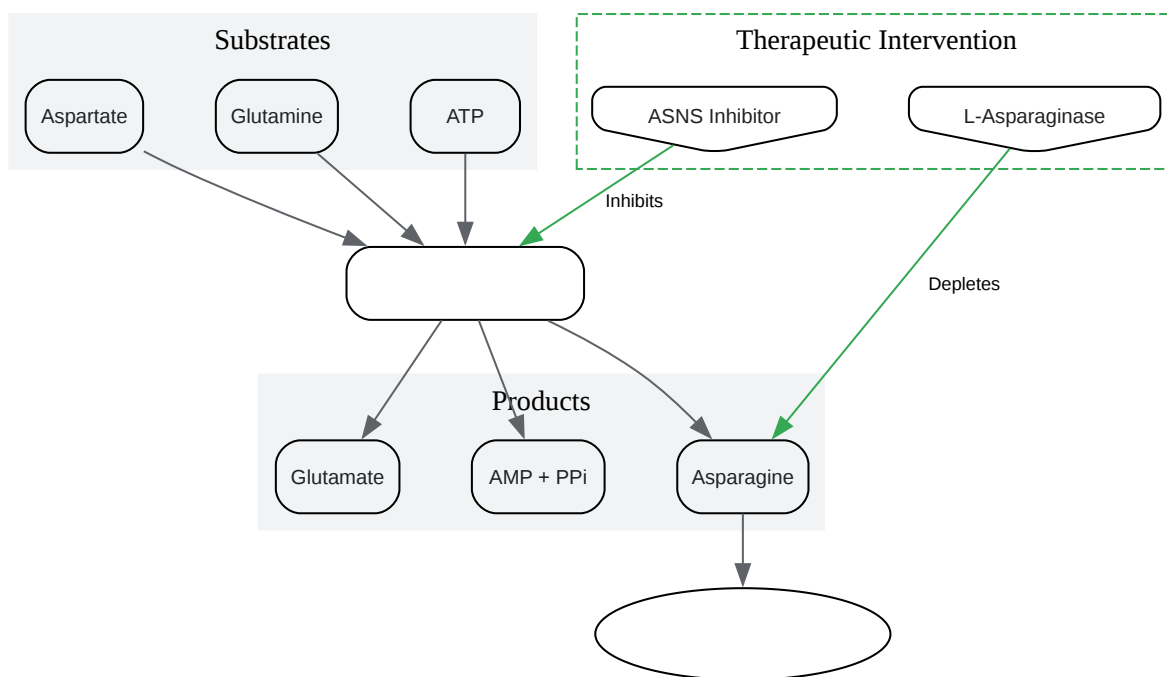 Substrates
Therapeutic Intervention
Aspartate
Glutamine
ATP
ASNS Inhibitor
L-Asparaginase
Inhibits
Depletes
Products
Glutamate
AMP + PPi
Asparagine